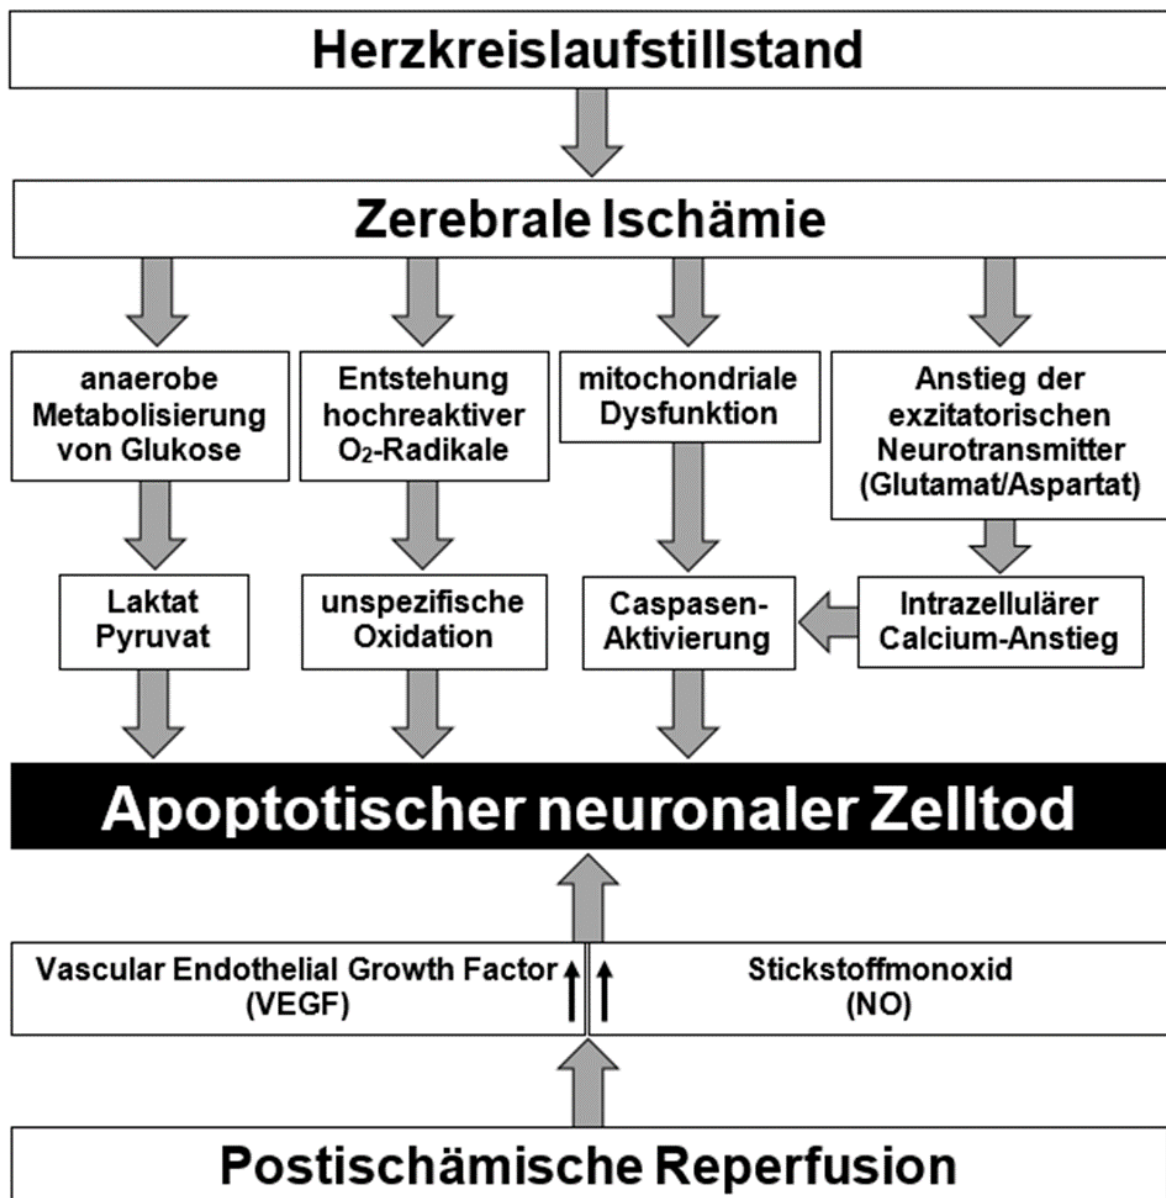 Herzkreislaufstillstand
Zerebrale Ischämie
anaerobe
Metabolisierung
von Glukose
Entstehung
hochreaktiver
O₂-Radikale
mitochondriale
Dysfunktion
Anstieg der
exzitatorischen
Neurotransmitter
(Glutamat/Aspartat)
Laktat
Pyruvat
unspezifische
Oxidation
Caspasen-
Aktivierung
Intrazellulärer
Calcium-Anstieg
Apoptotischer neuronaler Zelltod
Vascular Endothelial Growth Factor
(VEGF)
Stickstoffmonoxid
(NO)
Postischämische Reperfusion